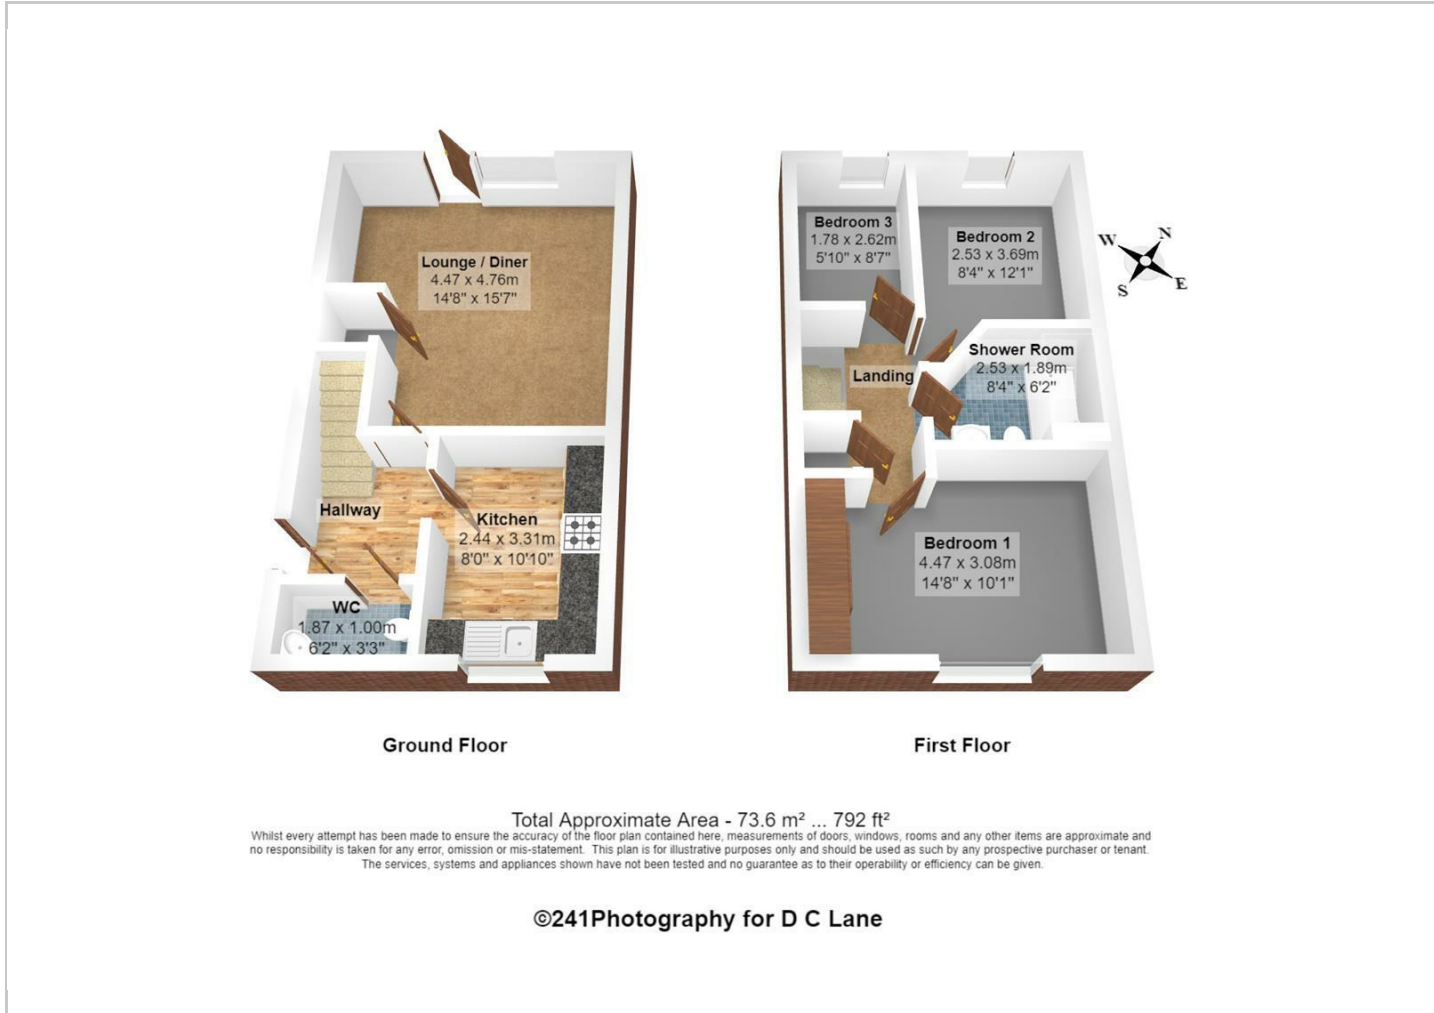 Lounge / Diner
4.47 x 4.76m
14'8" x 15'7"
Hallway
Kitchen
2.44 x 3.31m
8'0" x 10'10"
WC
1.87 x 1.00m
6'2" x 3'3"
Ground Floor
Bedroom 3
1.78 x 2.62m
5'10" x 8'7"
Bedroom 2
2.53 x 3.69m
8'4" x 12'1"
Shower Room
2.53 x 1.89m
8'4" x 6'2"
Landing
Bedroom 1
4.47 x 3.08m
14'8" x 10'1"
First Floor
W N
S E
Total Approximate Area - 73.6 m² ... 792 ft²
Whilst every attempt has been made to ensure the accuracy of the floor plan contained here, measurements of doors, windows, rooms and any other items are approximate and
no responsibility is taken for any error, omission or mis-statement. This plan is for illustrative purposes only and should be used as such by any prospective purchaser or tenant.
The services, systems and appliances shown have not been tested and no guarantee as to their operability or efficiency can be given.
©241Photography for D C Lane